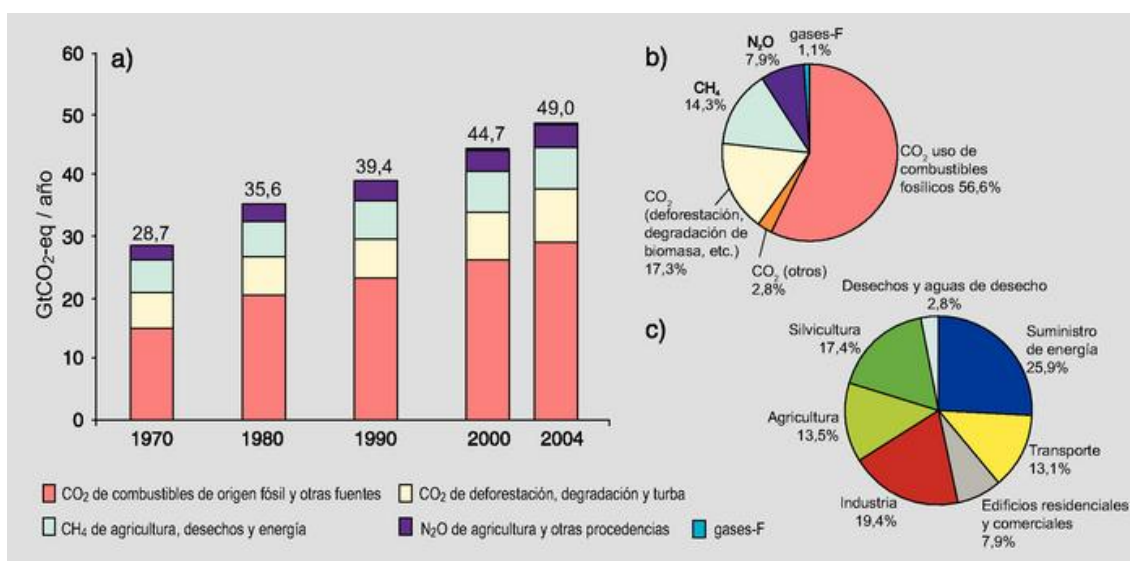 a)
GtCO₂-eq / año
60
50
40
30
20
10
0
28,7
35,6
39,4
44,7
49,0
1970
1980
1990
2000
2004
b)
N₂O
7,9%
gases-F
1,1%
CH₄
14,3%
CO₂ uso de
combustibles
fosílicos 56,6%
CO₂
(deforestación,
degradación de
biomasa, etc.)
17,3%
CO₂ (otros)
2,8%
c)
Desechos y aguas de desecho
2,8%
Silvicultura
17,4%
Suministro
de energía
25,9%
Agricultura
13,5%
Transporte
13,1%
Industria
19,4%
Edificios residenciales
y comerciales
7,9%
CO₂ de combustibles de origen fósil y otras fuentes
CO₂ de deforestación, degradación y turba
CH₄ de agricultura, desechos y energía
N₂O de agricultura y otras procedencias
gases-F